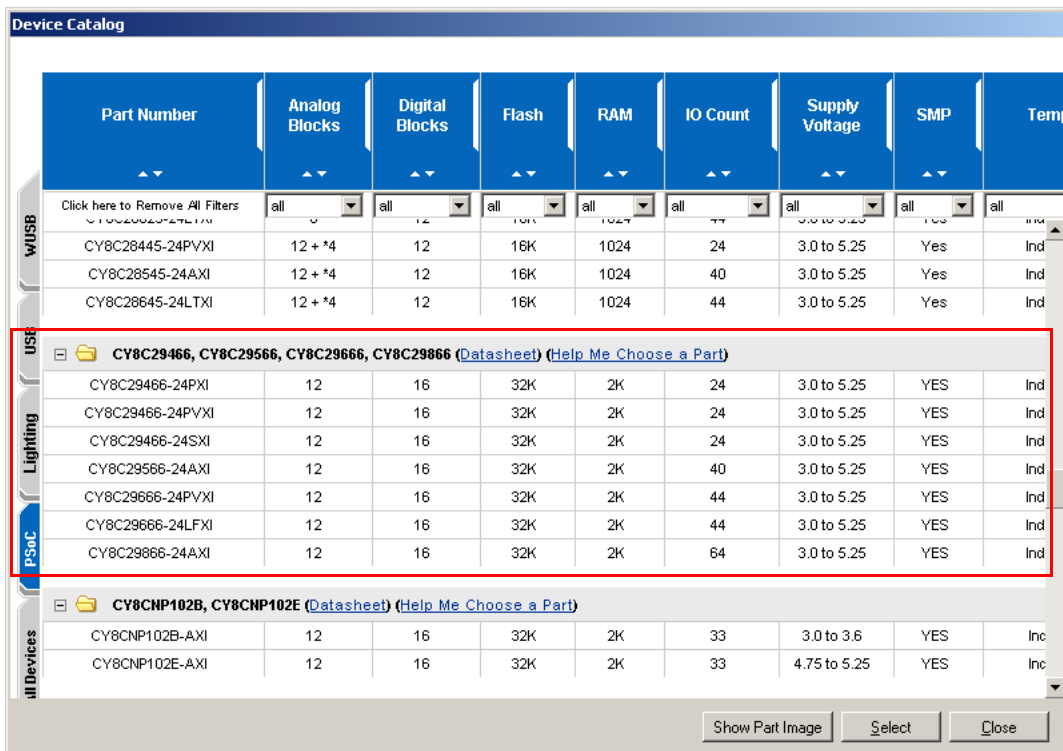 Device Catalog
Part Number Analog Blocks Digital Blocks Flash RAM IO Count Supply Voltage SMP Temp
Click here to Remove All Filters all all all all all all all all
CY8C28445-24PVXI 12 + *4 12 16K 1024 24 3.0 to 5.25 Yes Ind
CY8C28545-24AXI 12 + *4 12 16K 1024 40 3.0 to 5.25 Yes Ind
CY8C28645-24LTXI 12 + *4 12 16K 1024 44 3.0 to 5.25 Yes Ind
CY8C29466, CY8C29566, CY8C29666, CY8C29866 (Datasheet) (Help Me Choose a Part)
CY8C29466-24PXI 12 16 32K 2K 24 3.0 to 5.25 YES Ind
CY8C29466-24PVXI 12 16 32K 2K 24 3.0 to 5.25 YES Ind
CY8C29466-24SXI 12 16 32K 2K 24 3.0 to 5.25 YES Ind
CY8C29566-24AXI 12 16 32K 2K 40 3.0 to 5.25 YES Ind
CY8C29666-24PVXI 12 16 32K 2K 44 3.0 to 5.25 YES Ind
CY8C29666-24LFXI 12 16 32K 2K 44 3.0 to 5.25 YES Ind
CY8C29866-24AXI 12 16 32K 2K 64 3.0 to 5.25 YES Ind
CY8CNP102B, CY8CNP102E (Datasheet) (Help Me Choose a Part)
CY8CNP102B-AXI 12 16 32K 2K 33 3.0 to 3.6 YES Inc
CY8CNP102E-AXI 12 16 32K 2K 33 4.75 to 5.25 YES Inc
WUSB
USB
Lighting
PSoC
ll Devices
Show Part Image Select Close